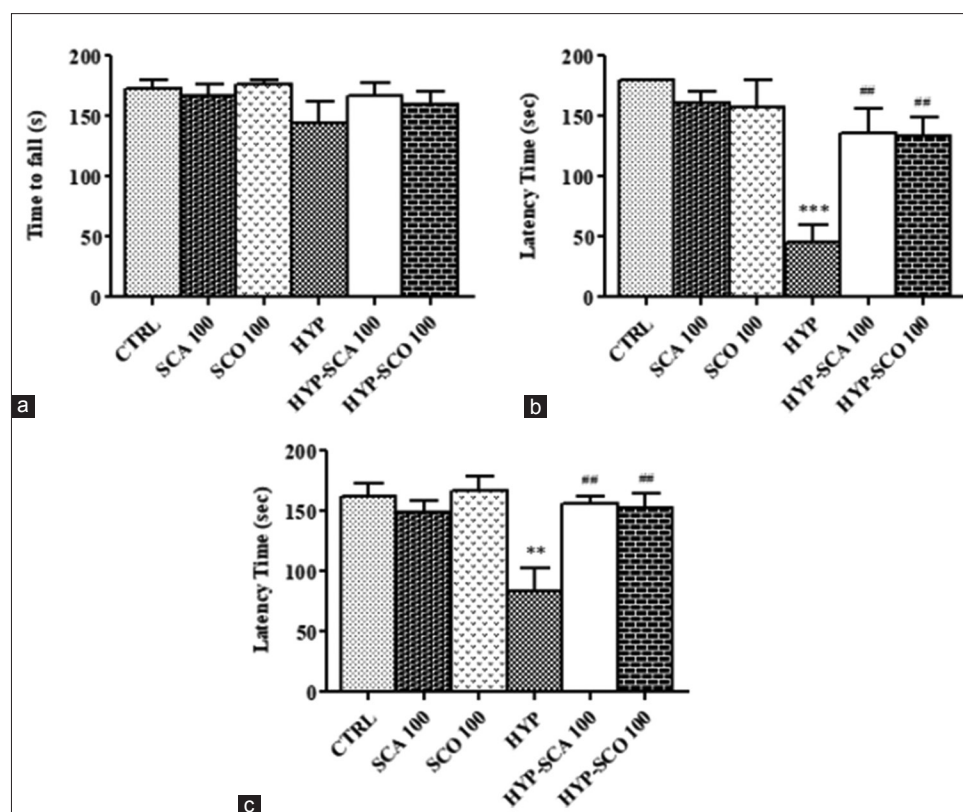 200
150
100
50
0
Time to fall (s)
CTRL
SCA 100
SCO 100
HYP
HYP-SCA 100
HYP-SCO 100
a
200
150
100
50
0
Latency Time (sec)
***
##
##
CTRL
SCA 100
SCO 100
HYP
HYP-SCA 100
HYP-SCO 100
b
200
150
100
50
0
Latency Time (sec)
**
##
##
CTRL
SCA 100
SCO 100
HYP
HYP-SCA 100
HYP-SCO 100
c